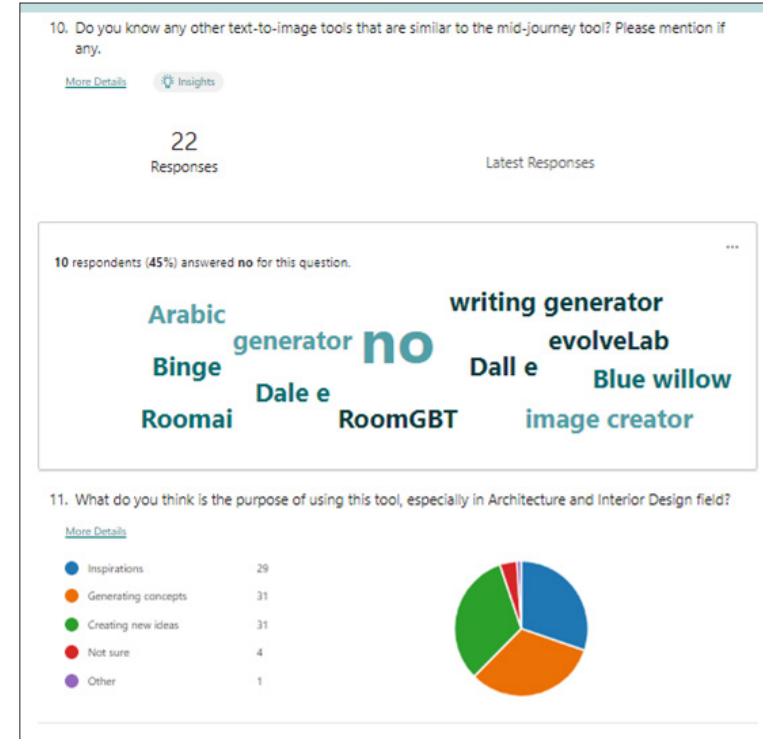 10. Do you know any other text-to-image tools that are similar to the mid-journey tool? Please mention if
any.
More Details
Insights
22
Responses
Latest Responses
...
10 respondents (45%) answered no for this question.
writing generator
Arabic
generator
no
evolveLab
Binge
Dall e
Blue willow
Dale e
Roomai
RoomGBT
image creator
11. What do you think is the purpose of using this tool, especially in Architecture and Interior Design field?
More Details
Inspirations 29
Generating concepts 31
Creating new ideas 31
Not sure 4
Other 1